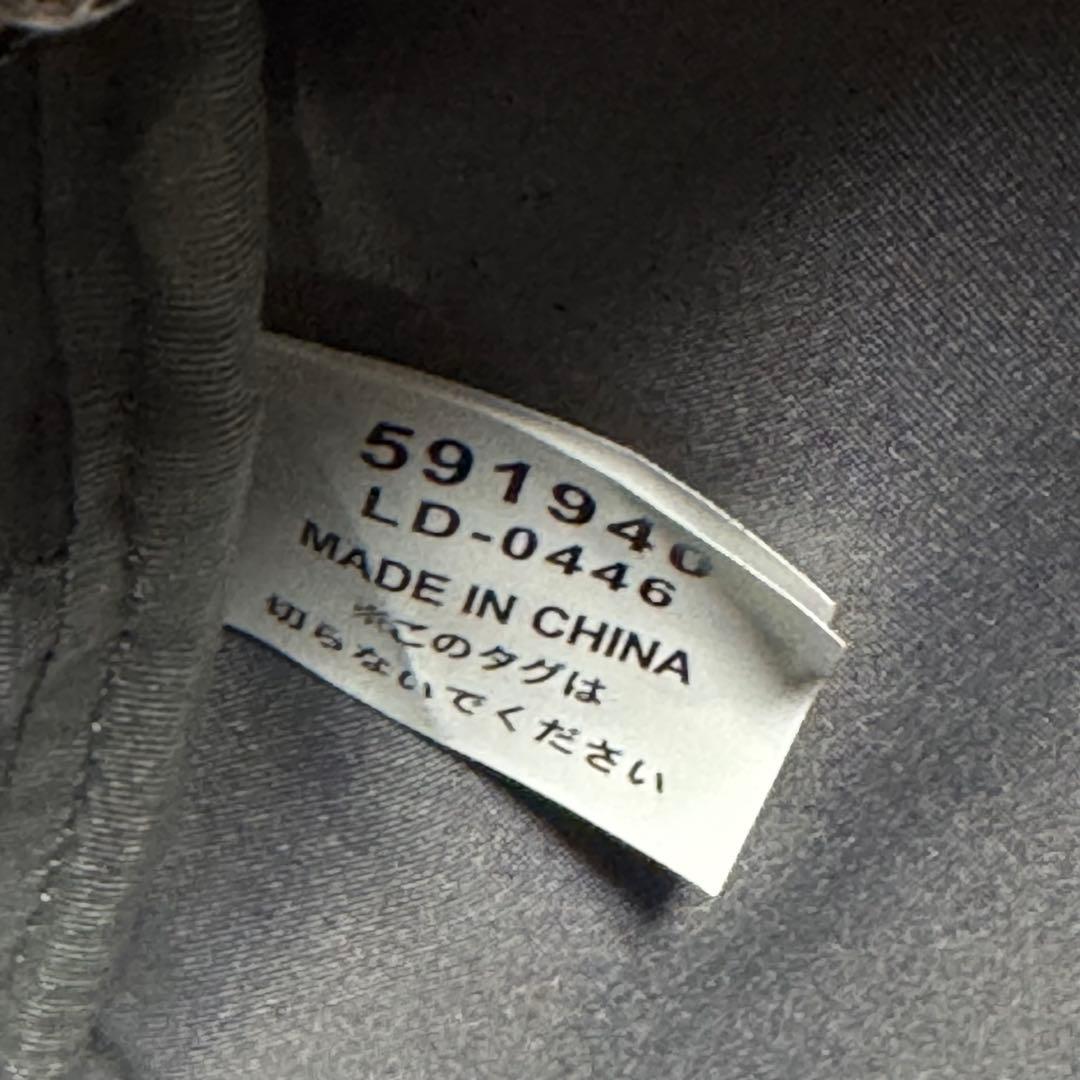 591940
LD-0446
MADE IN CHINA
※このタグは
切らないでください